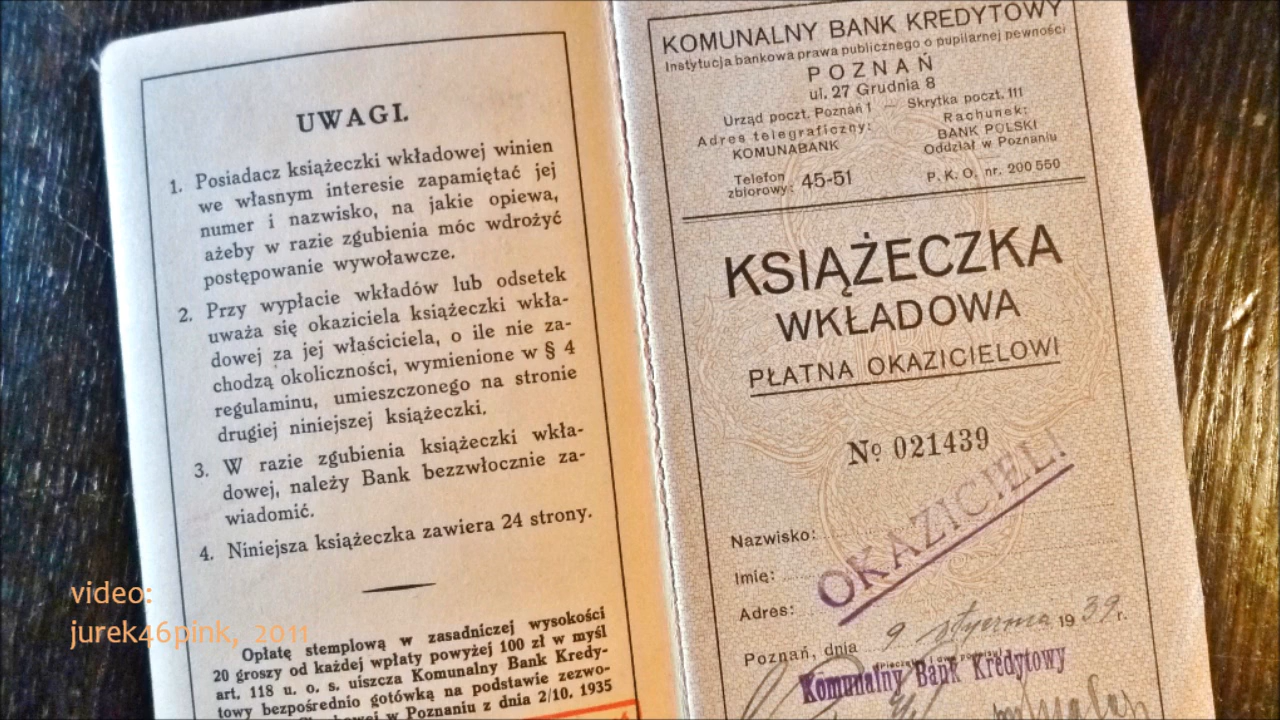 UWAGI.
1. Posiadacz książeczki wkładowej winien
we własnym interesie zapamiętać jej
numer i nazwisko, na jakie opiewa,
ażeby w razie zgubienia móc wdrożyć
postępowanie wywoławcze.
2. Przy wypłacie wkładów lub odsetek
uważa się okaziciela książeczki wkła-
dowej za jej właściciela, o ile nie za-
chodzą okoliczności, wymienione w § 4
regulaminu, umieszczonego na stronie
drugiej niniejszej książeczki.
3. W razie zgubienia książeczki wkła-
dowej, należy Bank bezzwłocznie za-
wiadomić.
4. Niniejsza książeczka zawiera 24 strony.
Opłatę stemplową w zasadniczej wysokości
20 groszy od każdej wpłaty powyżej 100 zł w myśl
art. 118 u. o. s. uiszcza Komunalny Bank Kredy-
towy bezpośrednio gotówką na podstawie zezwo-
w Poznaniu z dnia 2/10. 1935
KOMUNALNY BANK KREDYTOWY
Instytucja bankowa prawa publicznego o pupilarnej pewności
POZNAŃ
ul. 27 Grudnia 8
Urząd poczt. Poznań 1 — Skrytka poczt. 111
Adres telegraficzny:
KOMUNABANK
Rachunek:
BANK POLSKI
Oddział w Poznaniu
Telefon
zbiorowy: 45-51
P. K. O. nr. 200 550
KSIĄŻECZKA
WKŁADOWA
PŁATNA OKAZICIELOWI
№ 021439
OKAZICIEL!
Nazwisko:
Imię:
Adres:
Poznań, dnia 9 stycznia 1939 r.
Komunalny Bank Kredytowy
video:
jurek46pink, 2011